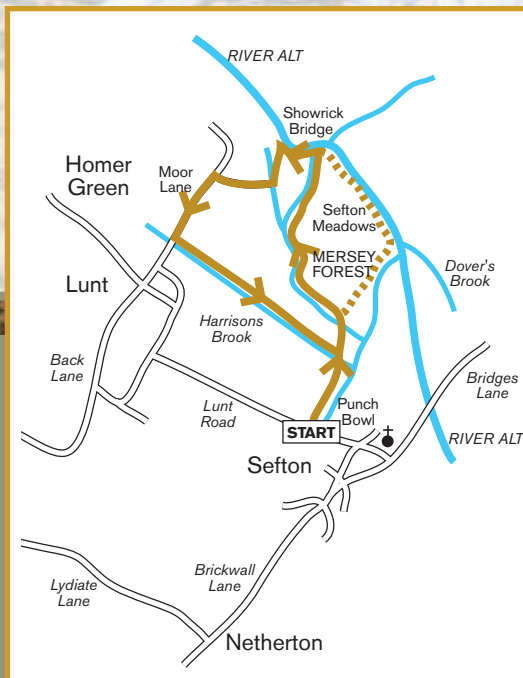 RIVER ALT
Showrick
Bridge
Homer
Green
Moor
Lane
Sefton
Meadows
MERSEY
FOREST
Dover's
Brook
Lunt
Harrisons
Brook
Back
Lane
Bridges
Lane
Lunt
Road
Punch
Bowl
START
RIVER ALT
Sefton
Brickwall
Lane
Lydiate
Lane
Netherton